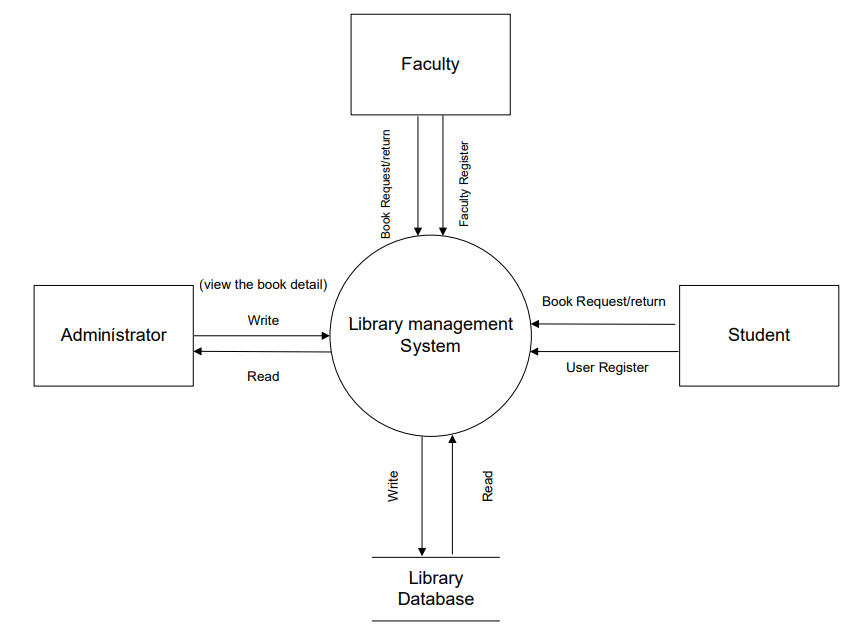 Faculty
Book Request/return
Faculty Register
(view the book detail)
Write
Administrator
Read
Library management
System
Book Request/return
Student
User Register
Write
Read
Library
Database